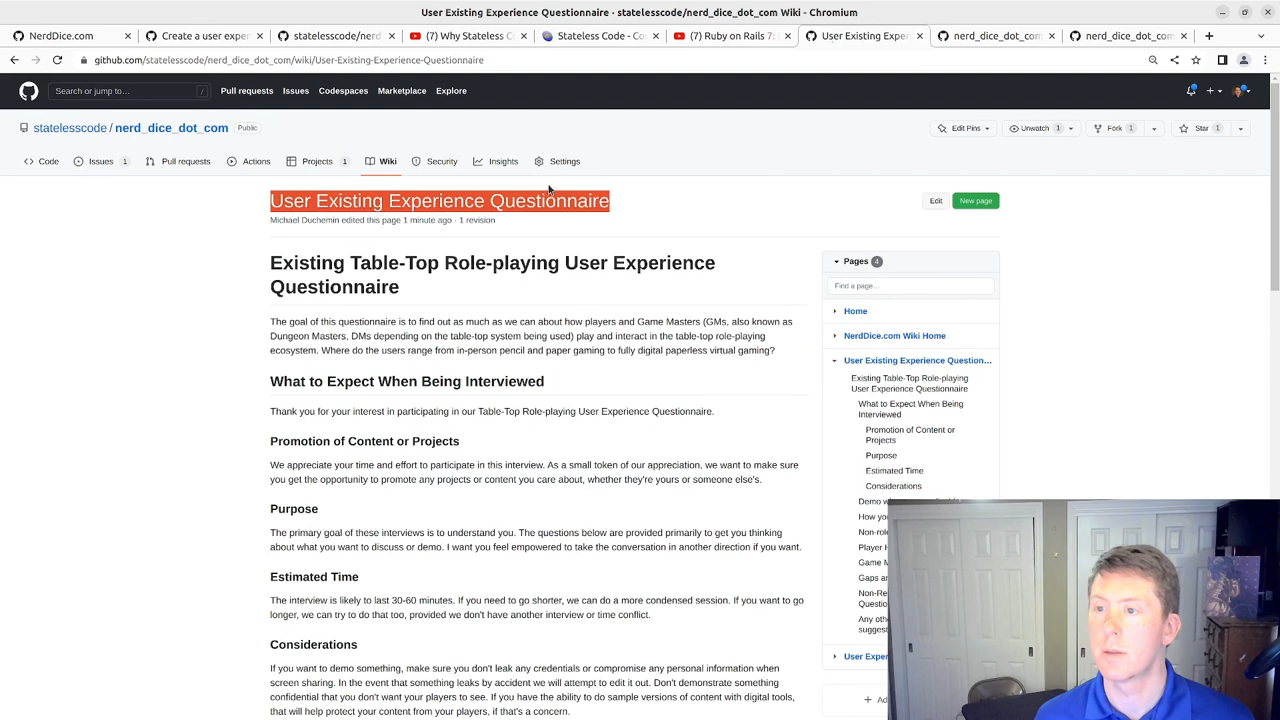 User Existing Experience Questionnaire - statelesscode/nerd_dice_dot_com Wiki - Chromium
NerdDice.com
Create a user exper
statelesscode/nerd
(7) Why Stateless C
Stateless Code - Co
(7) Ruby on Rails 7:
User Existing Exper
nerd_dice_dot_com
nerd_dice_dot_com
github.com/statelesscode/nerd_dice_dot_com/wiki/User-Existing-Experience-Questionnaire
Search or jump to...
/
Pull requests
Issues
Codespaces
Marketplace
Explore
statelesscode / nerd_dice_dot_com
Public
Edit Pins
Unwatch 1
Fork 1
Star 1
Code
Issues 1
Pull requests
Actions
Projects 1
Wiki
Security
Insights
Settings
User Existing Experience Questionnaire
Edit
New page
Michael Duchemin edited this page 1 minute ago · 1 revision
Existing Table-Top Role-playing User Experience
Questionnaire
The goal of this questionnaire is to find out as much as we can about how players and Game Masters (GMs, also known as
Dungeon Masters, DMs depending on the table-top system being used) play and interact in the table-top role-playing
ecosystem. Where do the users range from in-person pencil and paper gaming to fully digital paperless virtual gaming?
What to Expect When Being Interviewed
Thank you for your interest in participating in our Table-Top Role-playing User Experience Questionnaire.
Promotion of Content or Projects
We appreciate your time and effort to participate in this interview. As a small token of our appreciation, we want to make sure
you get the opportunity to promote any projects or content you care about, whether they're yours or someone else's.
Purpose
The primary goal of these interviews is to understand you. The questions below are provided primarily to get you thinking
about what you want to discuss or demo. I want you feel empowered to take the conversation in another direction if you want.
Estimated Time
The interview is likely to last 30-60 minutes. If you need to go shorter, we can do a more condensed session. If you want to go
longer, we can try to do that too, provided we don't have another interview or time conflict.
Considerations
If you want to demo something, make sure you don't leak any credentials or compromise any personal information when
screen sharing. In the event that something leaks by accident we will attempt to edit it out. Don't demonstrate something
confidential that you don't want your players to see. If you have the ability to do sample versions of content with digital tools,
that will help protect your content from your players, if that's a concern.
Pages 4
Find a page...
Home
NerdDice.com Wiki Home
User Existing Experience Question...
Existing Table-Top Role-playing
User Experience Questionnaire
What to Expect When Being
Interviewed
Promotion of Content or
Projects
Purpose
Estimated Time
Considerations
Demo
How yo
Non-rol
Player H
Game M
Gaps a
Non-Re
Questio
Any oth
sugges
User Exper
Ad